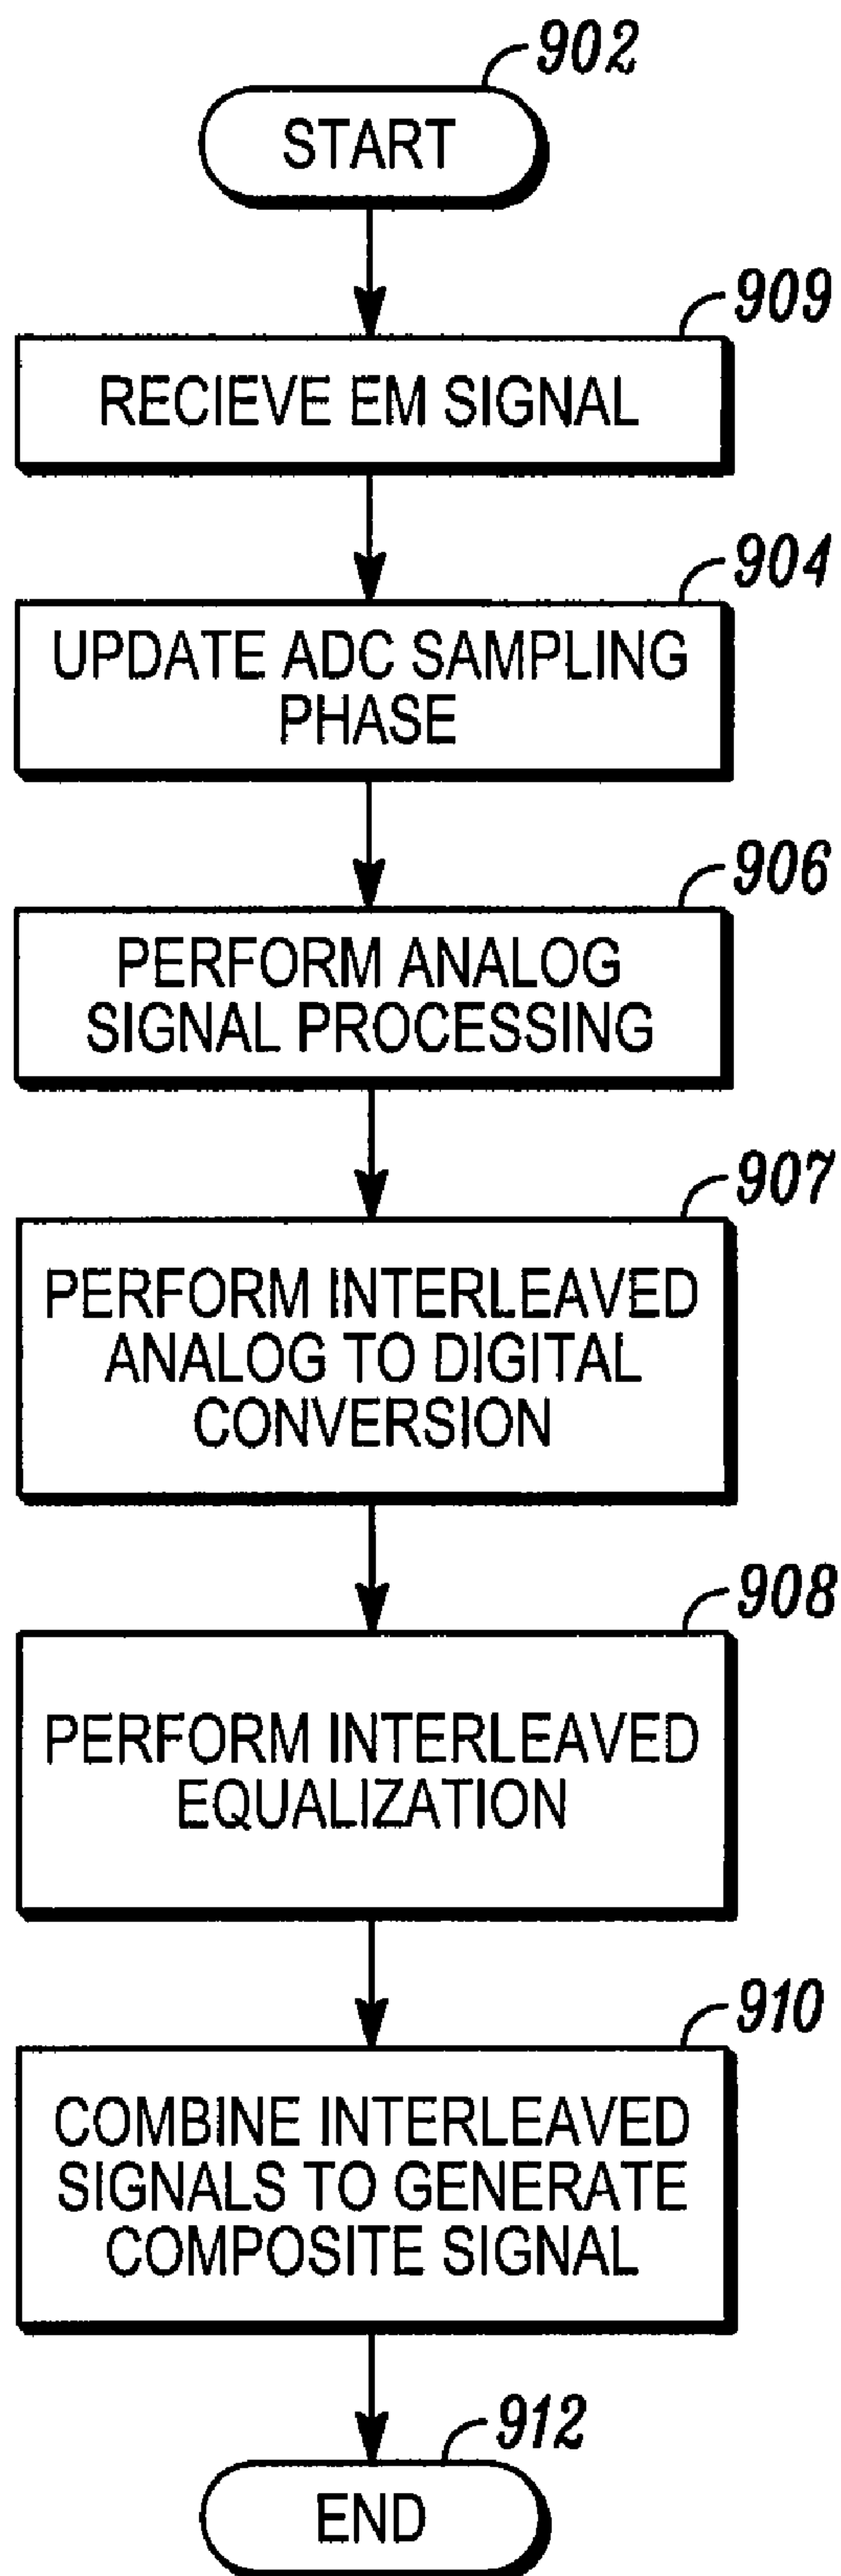 902
START
909
RECIEVE EM SIGNAL
904
UPDATE ADC SAMPLING
PHASE
906
PERFORM ANALOG
SIGNAL PROCESSING
907
PERFORM INTERLEAVED
ANALOG TO DIGITAL
CONVERSION
908
PERFORM INTERLEAVED
EQUALIZATION
910
COMBINE INTERLEAVED
SIGNALS TO GENERATE
COMPOSITE SIGNAL
912
END